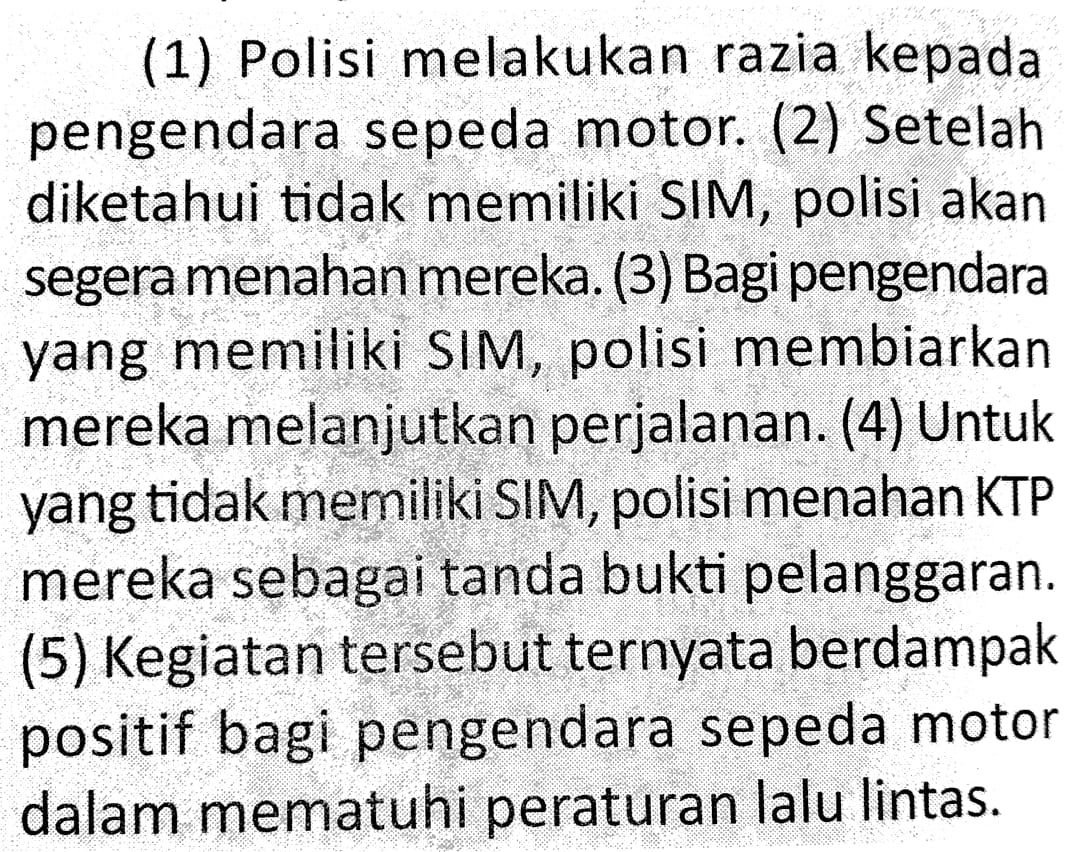 (1) Polisi melakukan razia kepada
pengendara sepeda motor. (2) Setelah
diketahui tidak memiliki SIM, polisi akan
segera menahan mereka. (3) Bagi pengendara
yang memiliki SIM, polisi membiarkan
mereka melanjutkan perjalanan. (4) Untuk
yang tidak memiliki SIM, polisi menahan KTP
mereka sebagai tanda bukti pelanggaran.
(5) Kegiatan tersebut ternyata berdampak
positif bagi pengendara sepeda motor
dalam mematuhi peraturan lalu lintas.